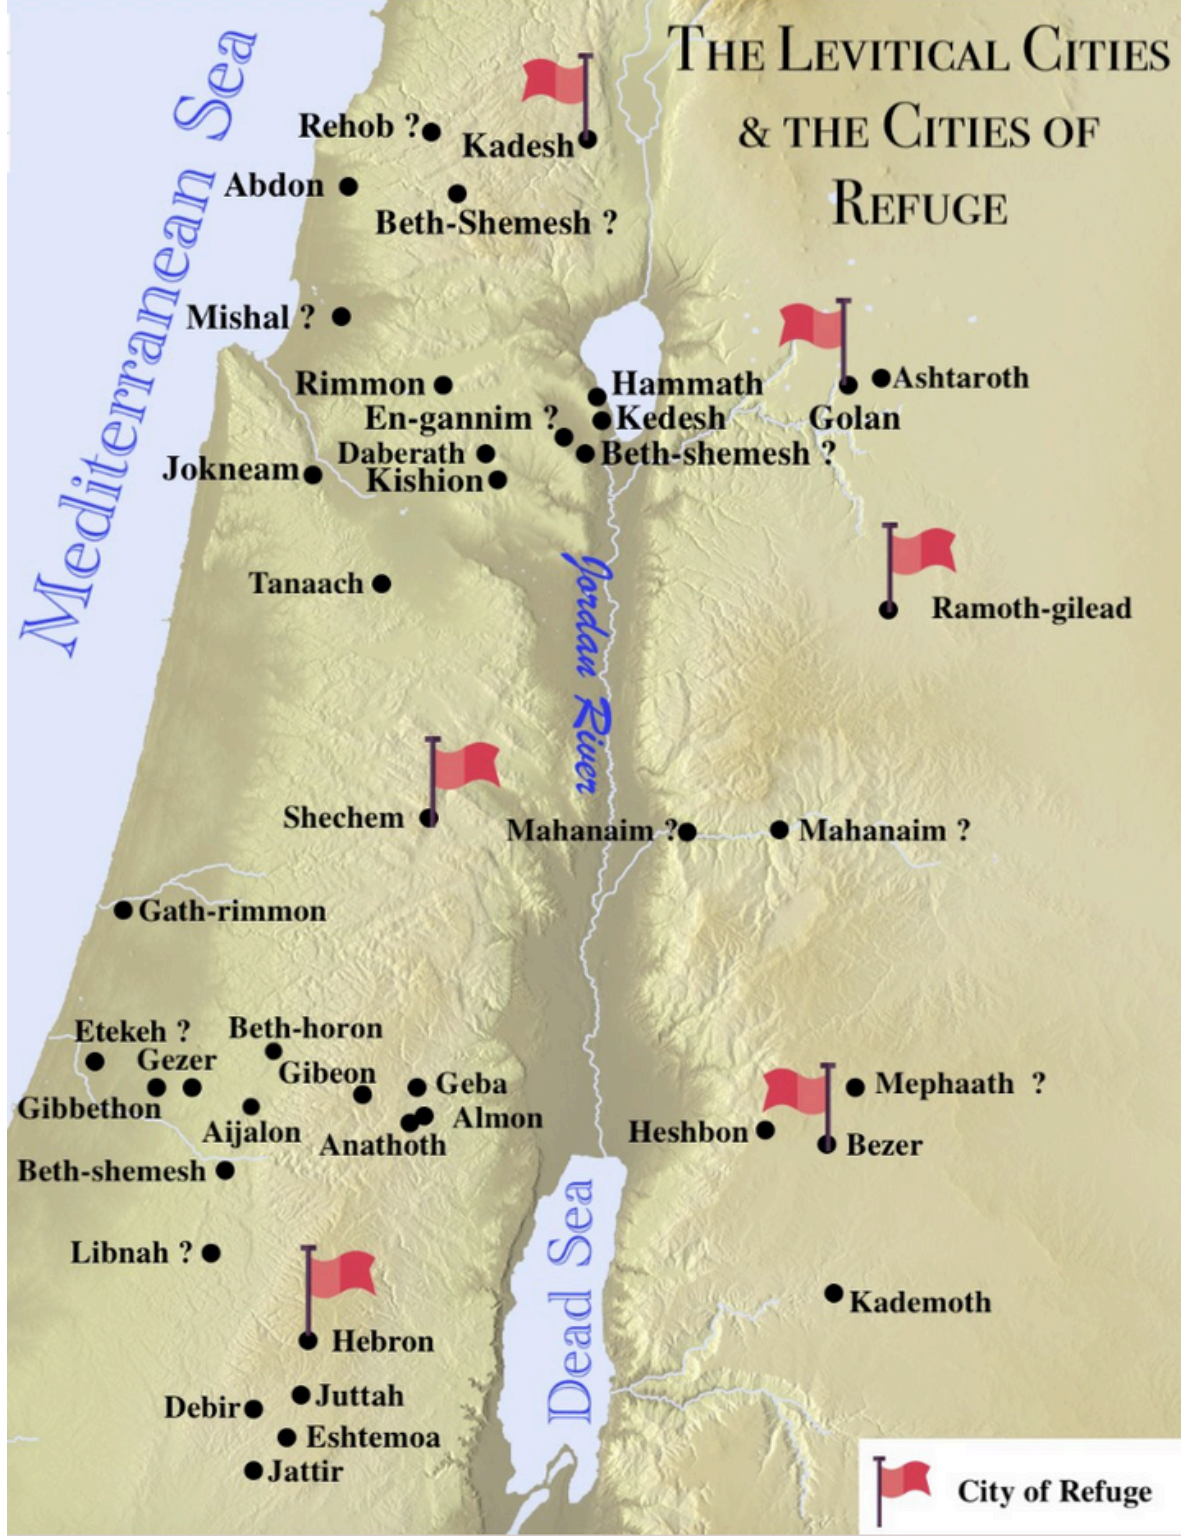 THE LEVITICAL CITIES
& THE CITIES OF
REFUGE
Mediterranean Sea
Rehob ?
Kadesh
Abdon
Beth-Shemesh ?
Mishal ?
Rimmon
Hammath
Ashtaroth
En-gannim ?
Kedesh
Golan
Daberath
Beth-shemesh ?
Jokneam
Kishion
Tanaach
Jordan River
Ramoth-gilead
Shechem
Mahanaim ?
Mahanaim ?
Gath-rimmon
Etekeh ?
Beth-horon
Gezer
Gibeon
Geba
Mephaath ?
Gibbethon
Aijalon
Almon
Anathoth
Heshbon
Bezer
Beth-shemesh
Dead Sea
Libnah ?
Kademoth
Hebron
Juttah
Debir
Eshtemoa
Jattir
City of Refuge